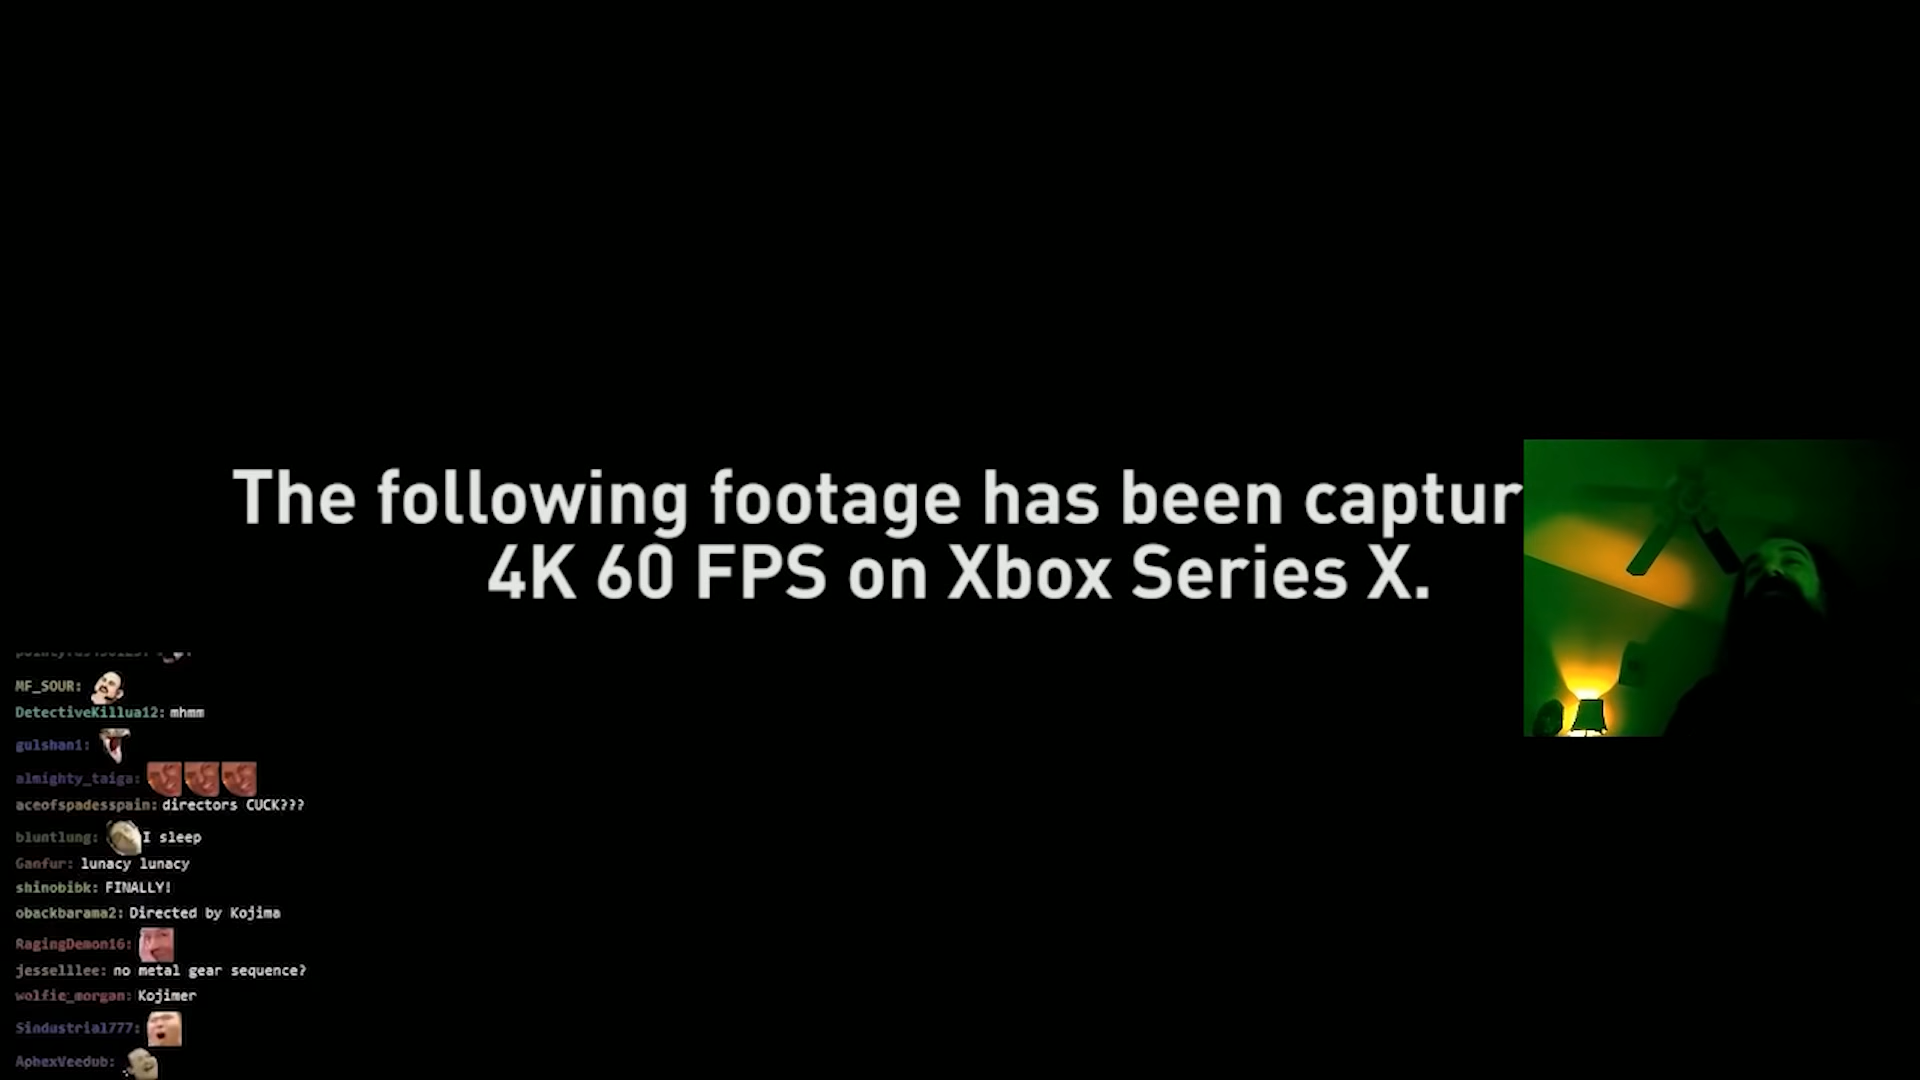 The following footage has been captur
4K 60 FPS on Xbox Series X.
MF_SOUR:
DetectiveKillua12: mhmm
gulshan1:
almighty_taiga:
aceofspadesspain: directors CUCK???
bluntlung: I sleep
Ganfur: lunacy lunacy
shinobibk: FINALLY!
obackbarama2: Directed by Kojima
RagingDemon16:
jesselllee: no metal gear sequence?
wolfie_morgan: Kojimer
Sindustrial777:
AphexVeedub: